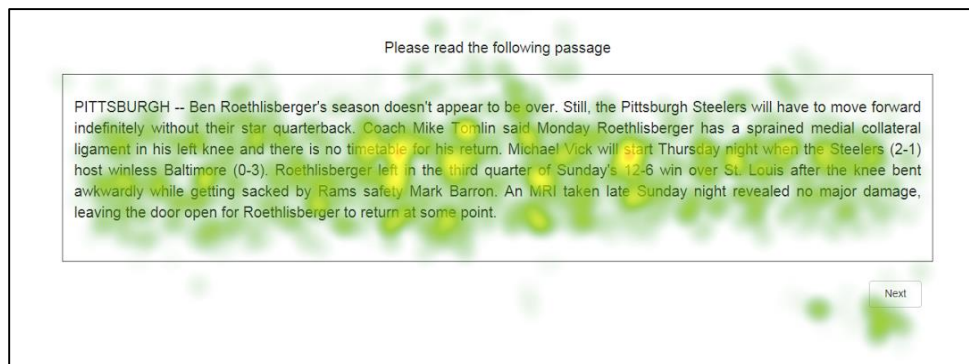 Please read the following passage
PITTSBURGH -- Ben Roethlisberger's season doesn't appear to be over. Still, the Pittsburgh Steelers will have to move forward
indefinitely without their star quarterback. Coach Mike Tomlin said Monday Roethlisberger has a sprained medial collateral
ligament in his left knee and there is no timetable for his return. Michael Vick will start Thursday night when the Steelers (2-1)
host winless Baltimore (0-3). Roethlisberger left in the third quarter of Sunday's 12-6 win over St. Louis after the knee bent
awkwardly while getting sacked by Rams safety Mark Barron. An MRI taken late Sunday night revealed no major damage,
leaving the door open for Roethlisberger to return at some point.
Next